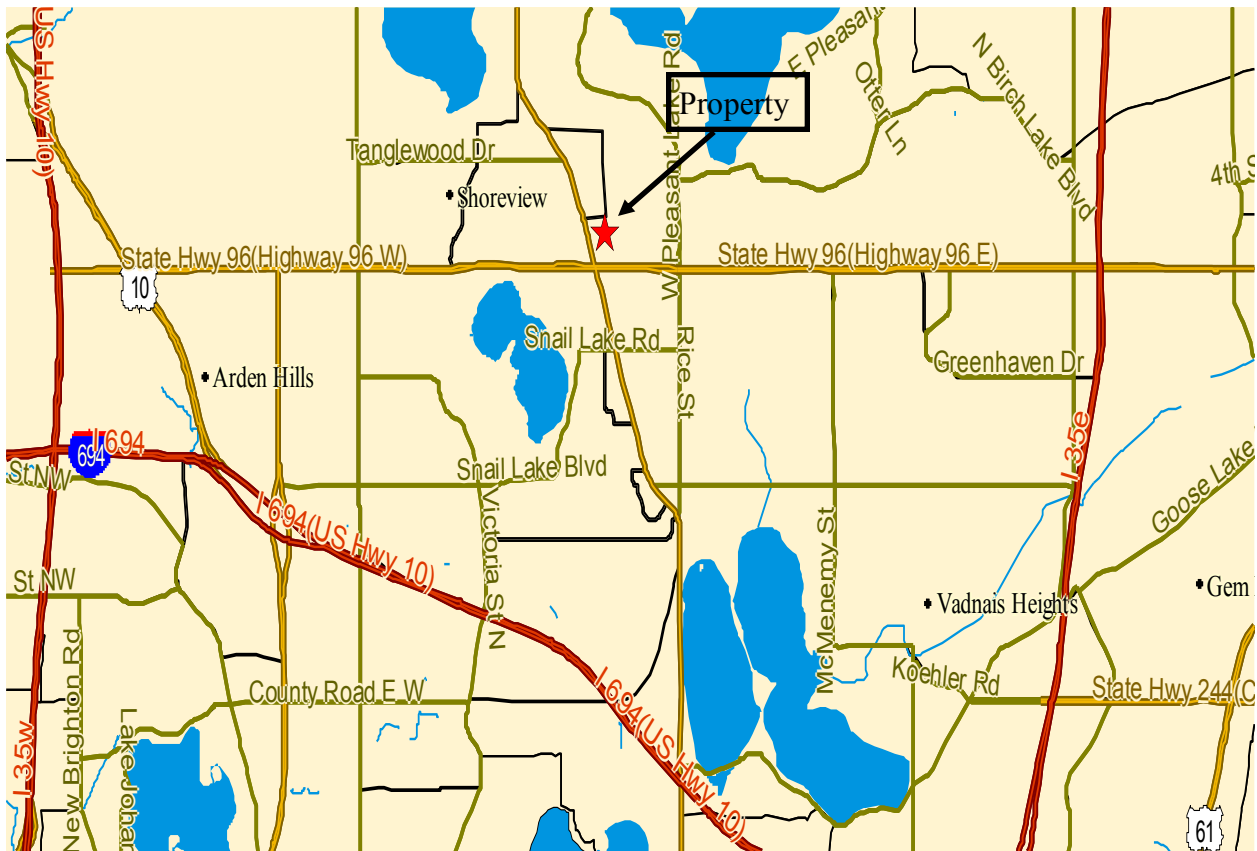 US Hwy 10)
W Pleasant Lake Rd
E Pleasant
N Birch Lake Blvd
Otter Ln
Property
Tanglewood Dr
Shoreview
4th S
State Hwy 96(Highway 96 W)
State Hwy 96(Highway 96 E)
10
Snail Lake Rd
Rice St
Greenhaven Dr
Arden Hills
I 694
694
I 35e
St NW
Snail Lake Blvd
Victoria St N
I 694(US Hwy 10)
McMenemy St
Goose Lake
St NW
Vadnais Heights
Gem
New Brighton Rd
County Road E W
Koehler Rd
State Hwy 244(C
I 694(US Hwy 10)
I 35w
Lake Johan
61